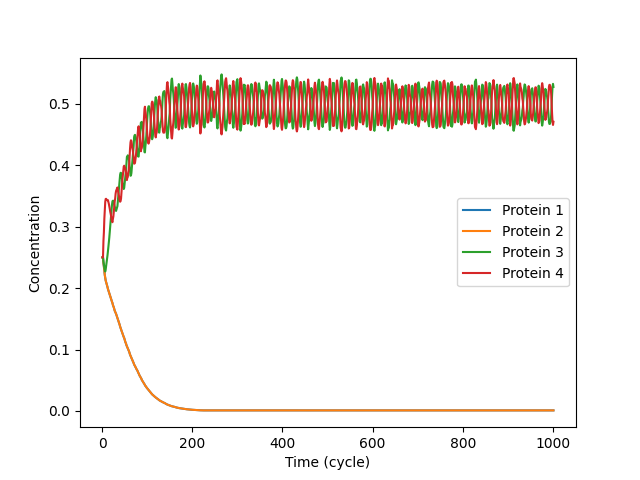 0.5
0.4
0.3
0.2
0.1
0.0
Concentration
Protein 1
Protein 2
Protein 3
Protein 4
0 200 400 600 800 1000
Time (cycle)